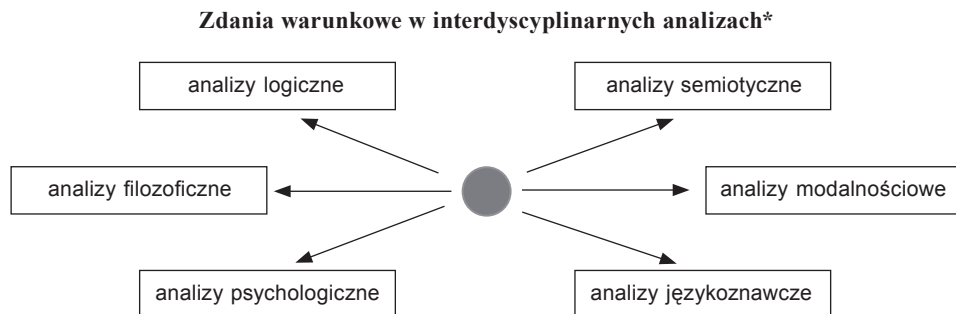 Zdania warunkowe w interdyscyplinarnych analizach*
analizy logiczne
analizy semiotyczne
analizy filozoficzne
analizy modalnościowe
analizy psychologiczne
analizy językoznawcze